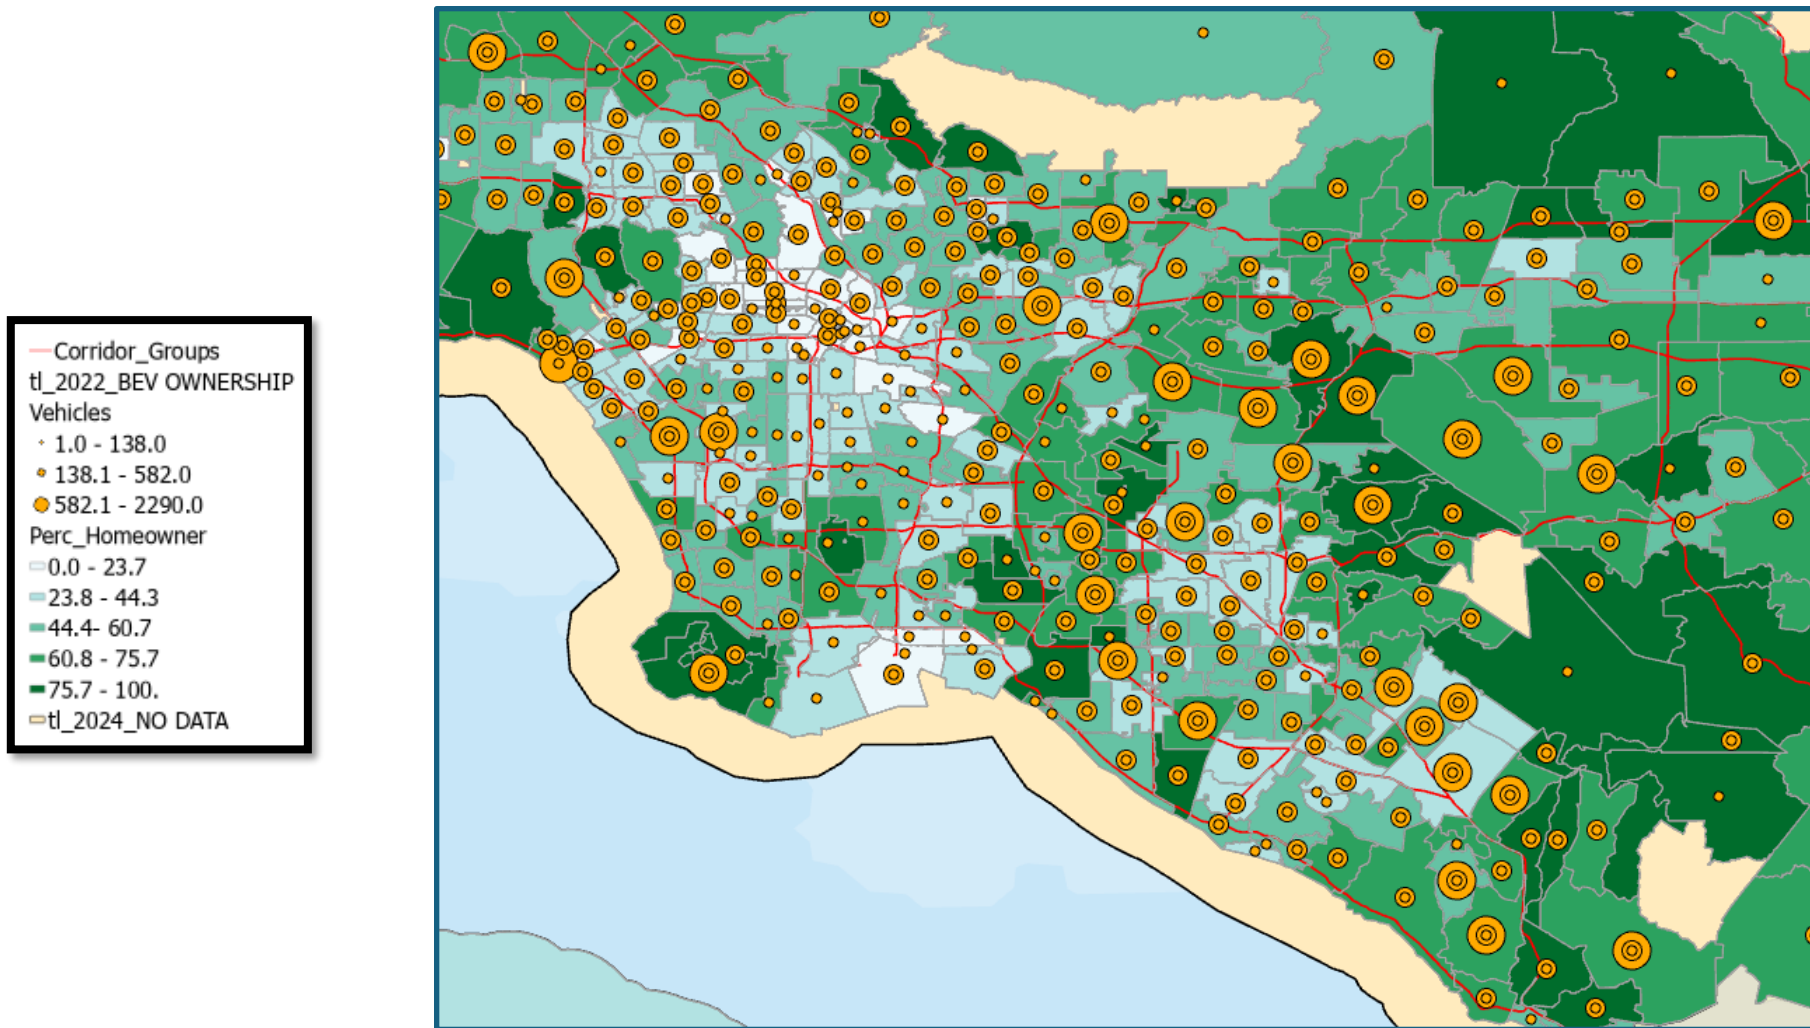 Corridor_Groups
tl_2022_BEV OWNERSHIP
Vehicles
1.0 - 138.0
138.1 - 582.0
582.1 - 2290.0
Perc_Homeowner
0.0 - 23.7
23.8 - 44.3
44.4- 60.7
60.8 - 75.7
75.7 - 100.
tl_2024_NO DATA